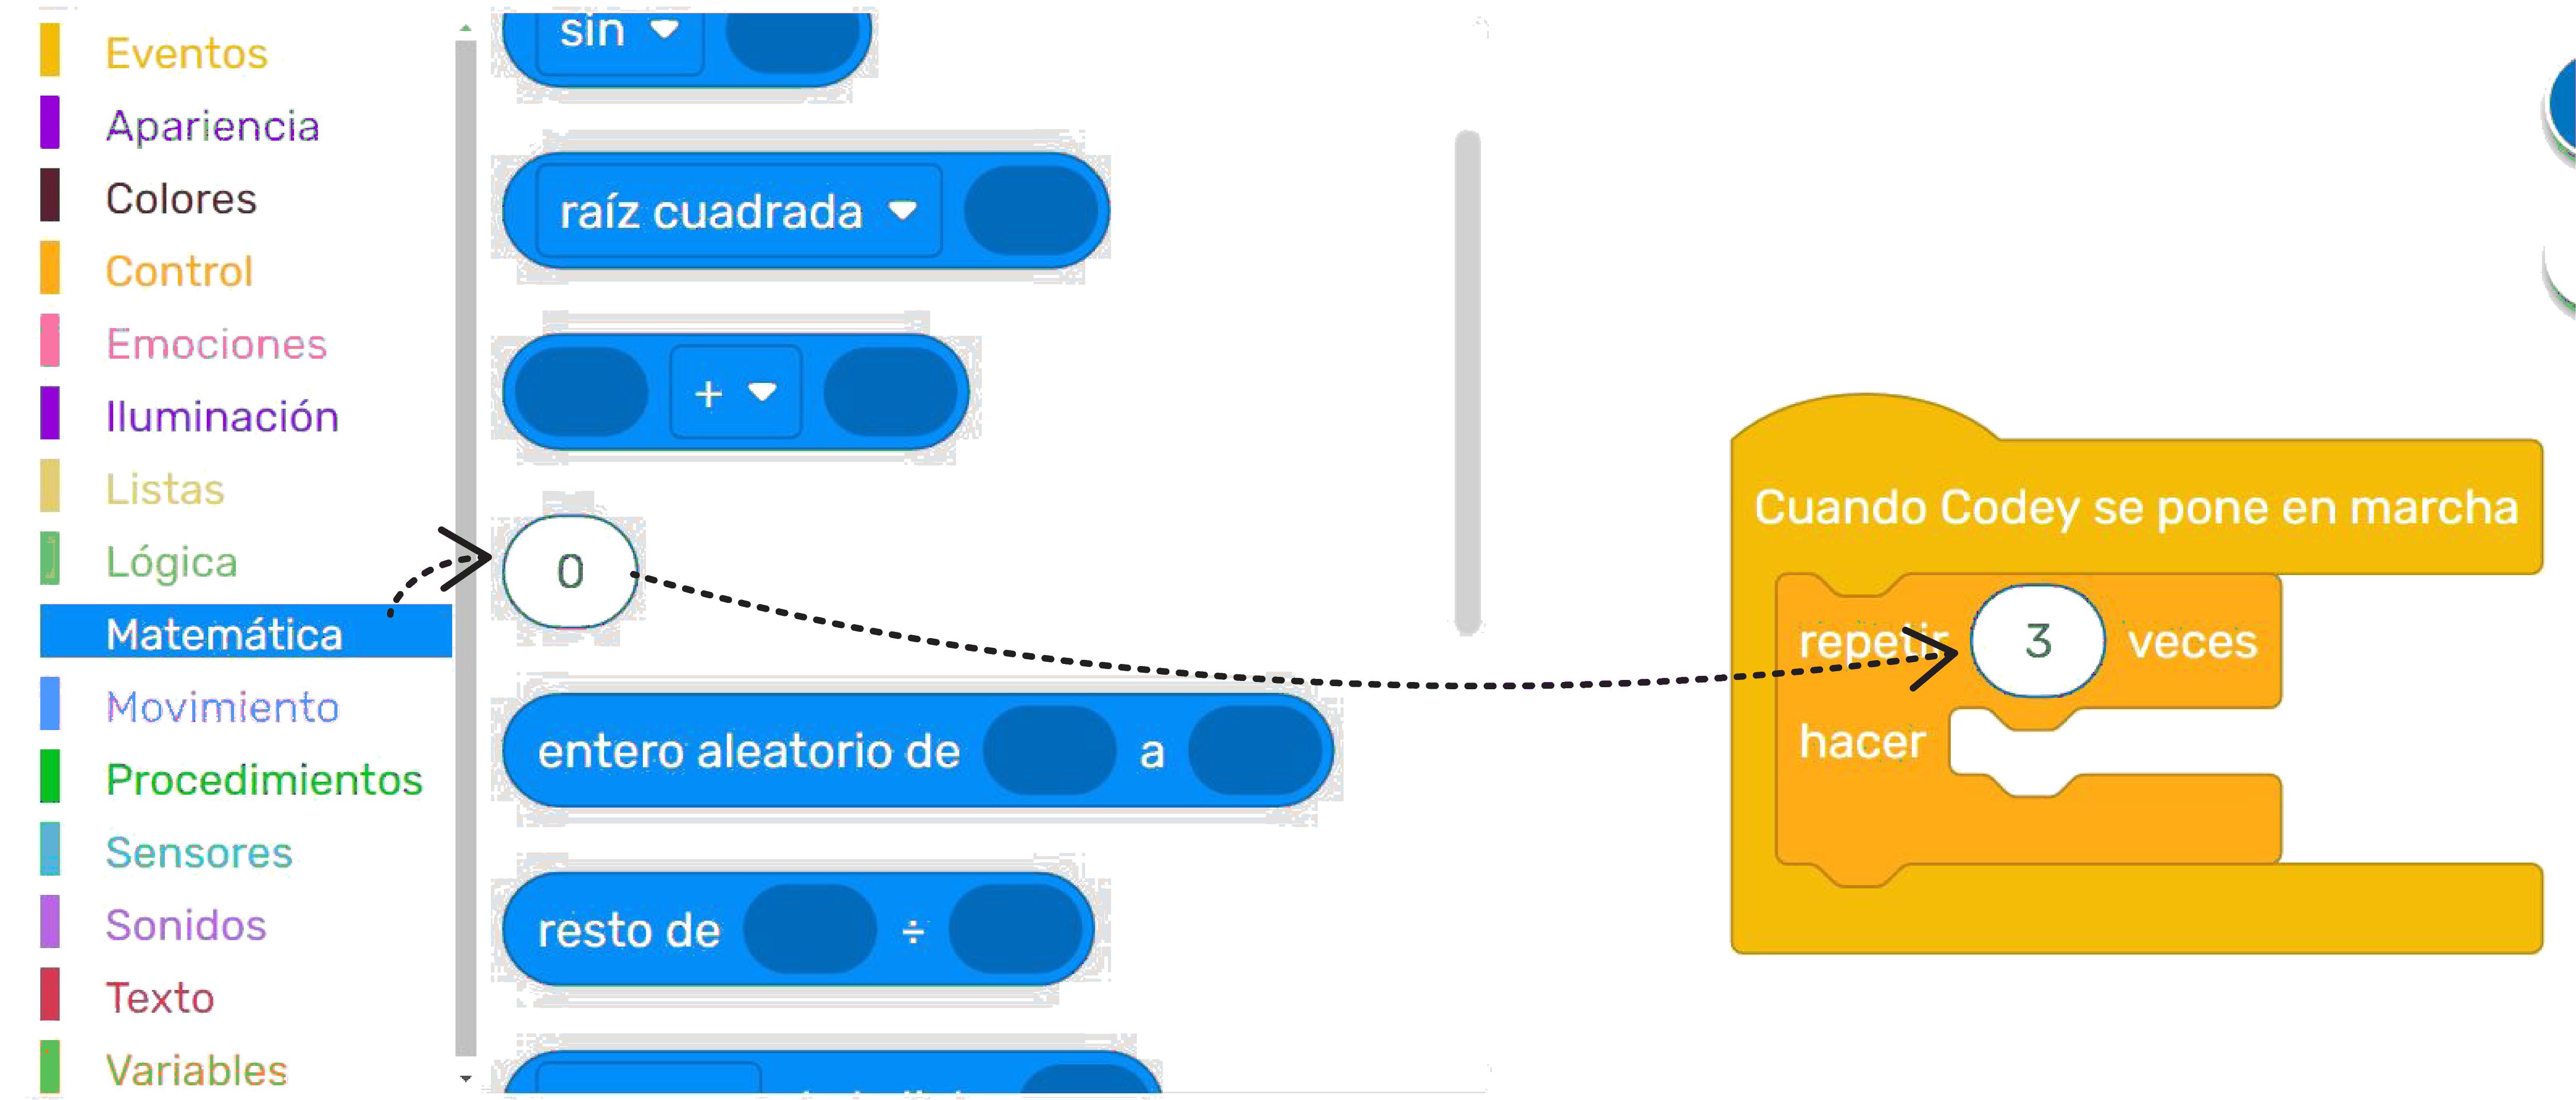 Eventos
Apariencia
Colores
Control
Emociones
Iluminación
Listas
Lógica
Matemática
Movimiento
Procedimientos
Sensores
Sonidos
Texto
Variables
sin
raíz cuadrada
+
0
entero aleatorio de a
resto de ÷
Cuando Codey se pone en marcha
repetir 3 veces
hacer